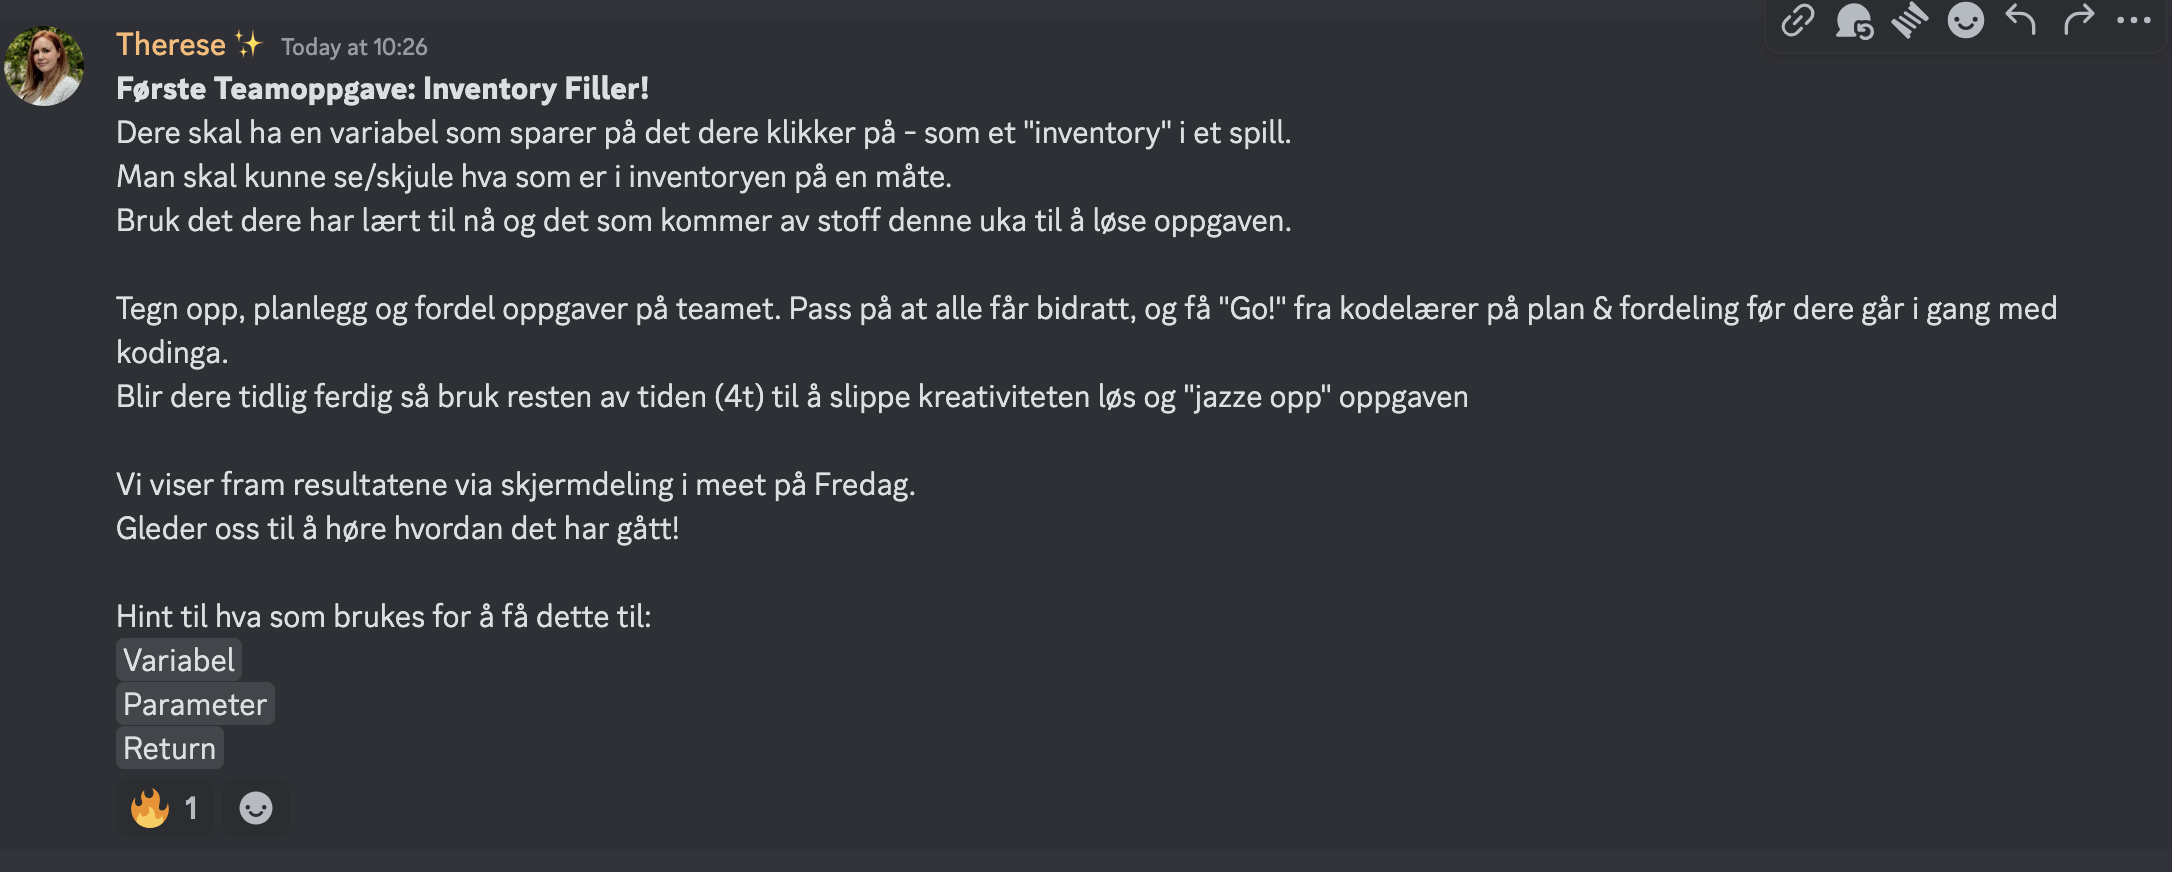 Therese ✨ Today at 10:26
Første Teamoppgave: Inventory Filler!
Dere skal ha en variabel som sparer på det dere klikker på - som et "inventory" i et spill.
Man skal kunne se/skjule hva som er i inventoryen på en måte.
Bruk det dere har lært til nå og det som kommer av stoff denne uka til å løse oppgaven.
Tegn opp, planlegg og fordel oppgaver på teamet. Pass på at alle får bidratt, og få "Go!" fra kodelærer på plan & fordeling før dere går i gang med
kodinga.
Blir dere tidlig ferdig så bruk resten av tiden (4t) til å slippe kreativiteten løs og "jazze opp" oppgaven
Vi viser fram resultatene via skjermdeling i meet på Fredag.
Gleder oss til å høre hvordan det har gått!
Hint til hva som brukes for å få dette til:
Variabel
Parameter
Return
🔥 1